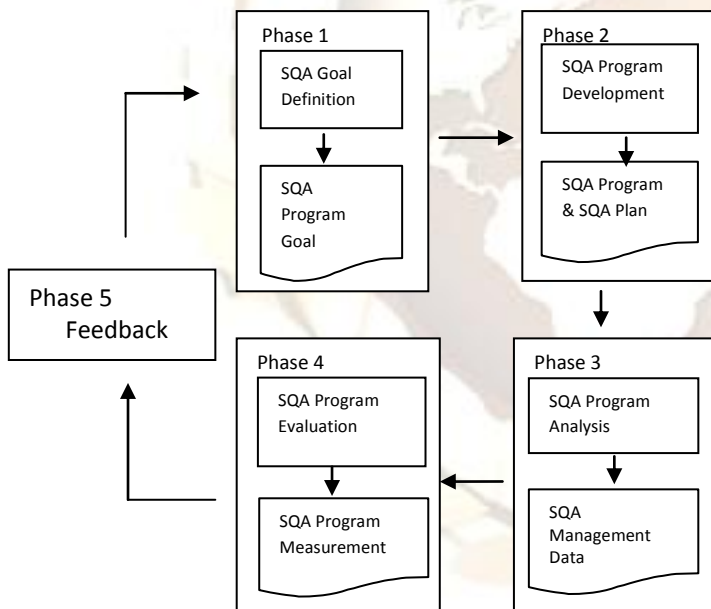 Phase 1
SQA Goal
Definition
SQA
Program
Goal
Phase 2
SQA Program
Development
SQA Program
& SQA Plan
Phase 3
SQA Program
Analysis
SQA
Management
Data
Phase 4
SQA Program
Evaluation
SQA Program
Measurement
Phase 5
Feedback